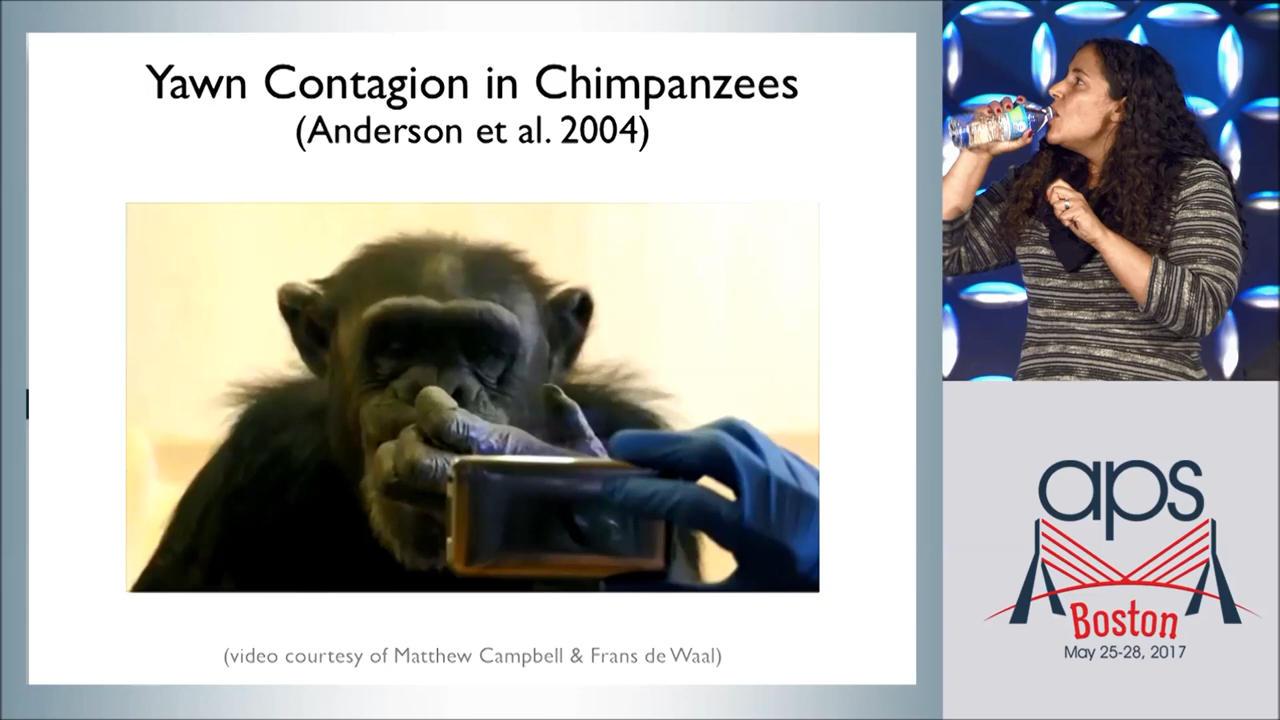 Yawn Contagion in Chimpanzees
(Anderson et al. 2004)
(video courtesy of Matthew Campbell & Frans de Waal)
aps
Boston
May 25-28, 2017